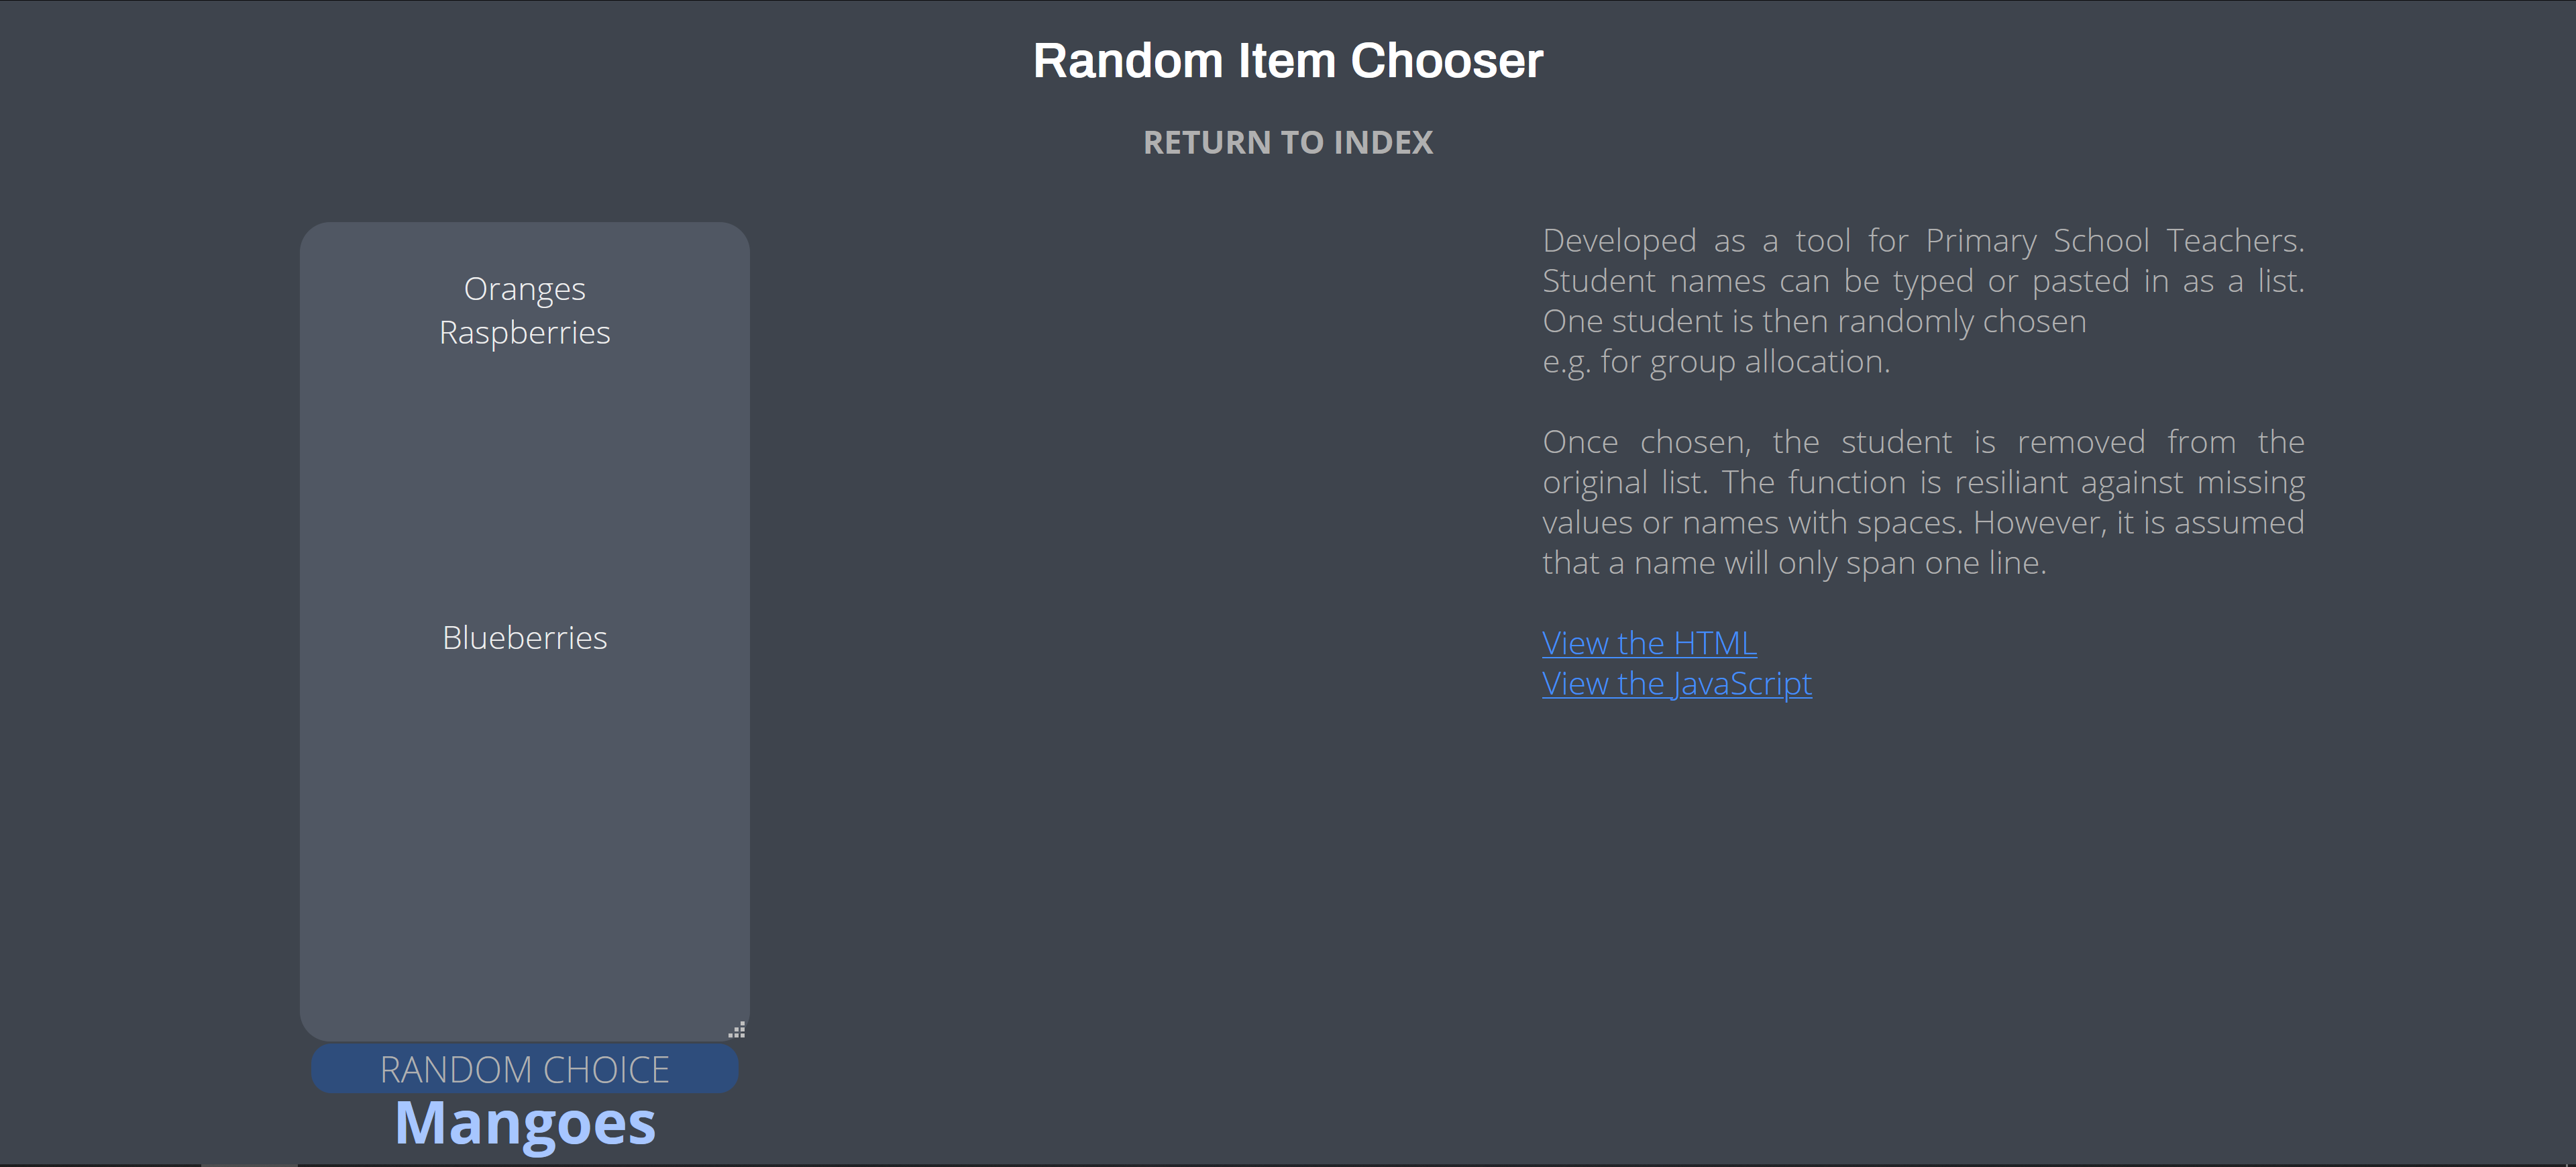 Random Item Chooser
RETURN TO INDEX
Oranges
Raspberries
Blueberries
RANDOM CHOICE
Mangoes
Developed as a tool for Primary School Teachers.
Student names can be typed or pasted in as a list.
One student is then randomly chosen
e.g. for group allocation.
Once chosen, the student is removed from the
original list. The function is resiliant against missing
values or names with spaces. However, it is assumed
that a name will only span one line.
View the HTML
View the JavaScript